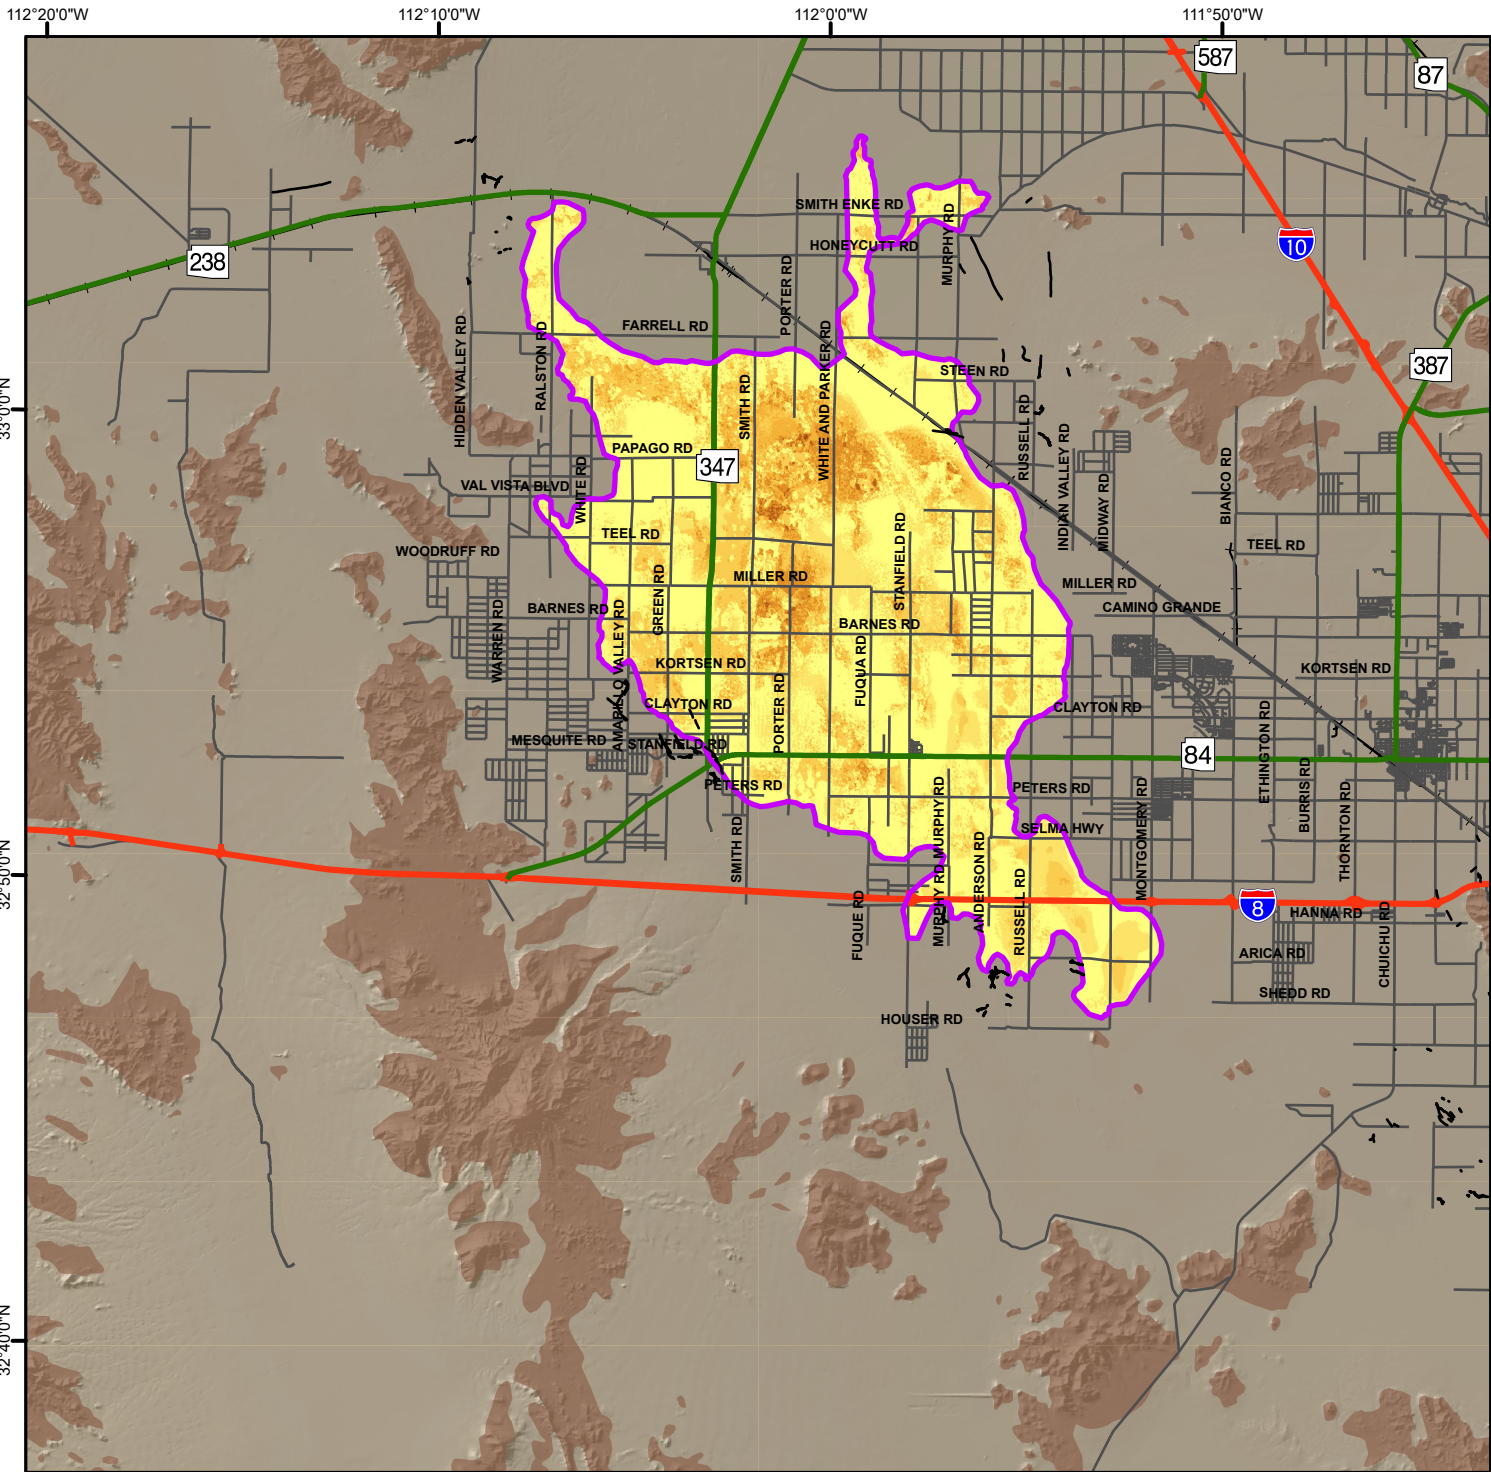 112°20'0"W
112°10'0"W
112°0'0"W
111°50'0"W
587
87
SMITH ENKE RD
MURPHY RD
HONEYCUTT RD
10
238
PORTER RD
HIDDEN VALLEY RD
RALSTON RD
FARRELL RD
WHITE AND PARKER RD
387
STEEN RD
33°0'0"N
SMITH RD
RUSSELL RD
INDIAN VALLEY RD
PAPAGO RD
347
BIANCO RD
VAL VISTA BLVD
WHITE RD
MIDWAY RD
STANFIELD RD
TEEL RD
TEEL RD
WOODRUFF RD
MILLER RD
MILLER RD
GREEN RD
BARNES RD
CAMINO GRANDE
BARNES RD
WARREN RD
AMARILLO VALLEY RD
KORTSEN RD
FUQUA RD
KORTSEN RD
CLAYTON RD
PORTER RD
CLAYTON RD
MESQUITE RD
STANFIELD RD
84
ETHINGTON RD
PETERS RD
PETERS RD
BURRIS RD
MURPHY RD
SELMA HWY
MONTGOMERY RD
THORNTON RD
SMITH RD
32°50'0"N
ANDERSON RD
RUSSELL RD
FUQUE RD
MURPHY RD
8
HANNA RD
CHUICHU RD
ARICA RD
SHEDD RD
HOUSER RD
32°40'0"N